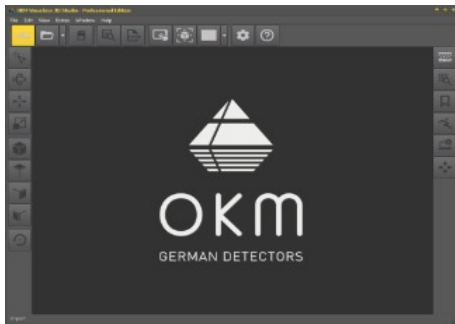 OKM Visualizer 3D Studio - Professional Edition
File Edit View Extras Window Help
OKM
GERMAN DETECTORS